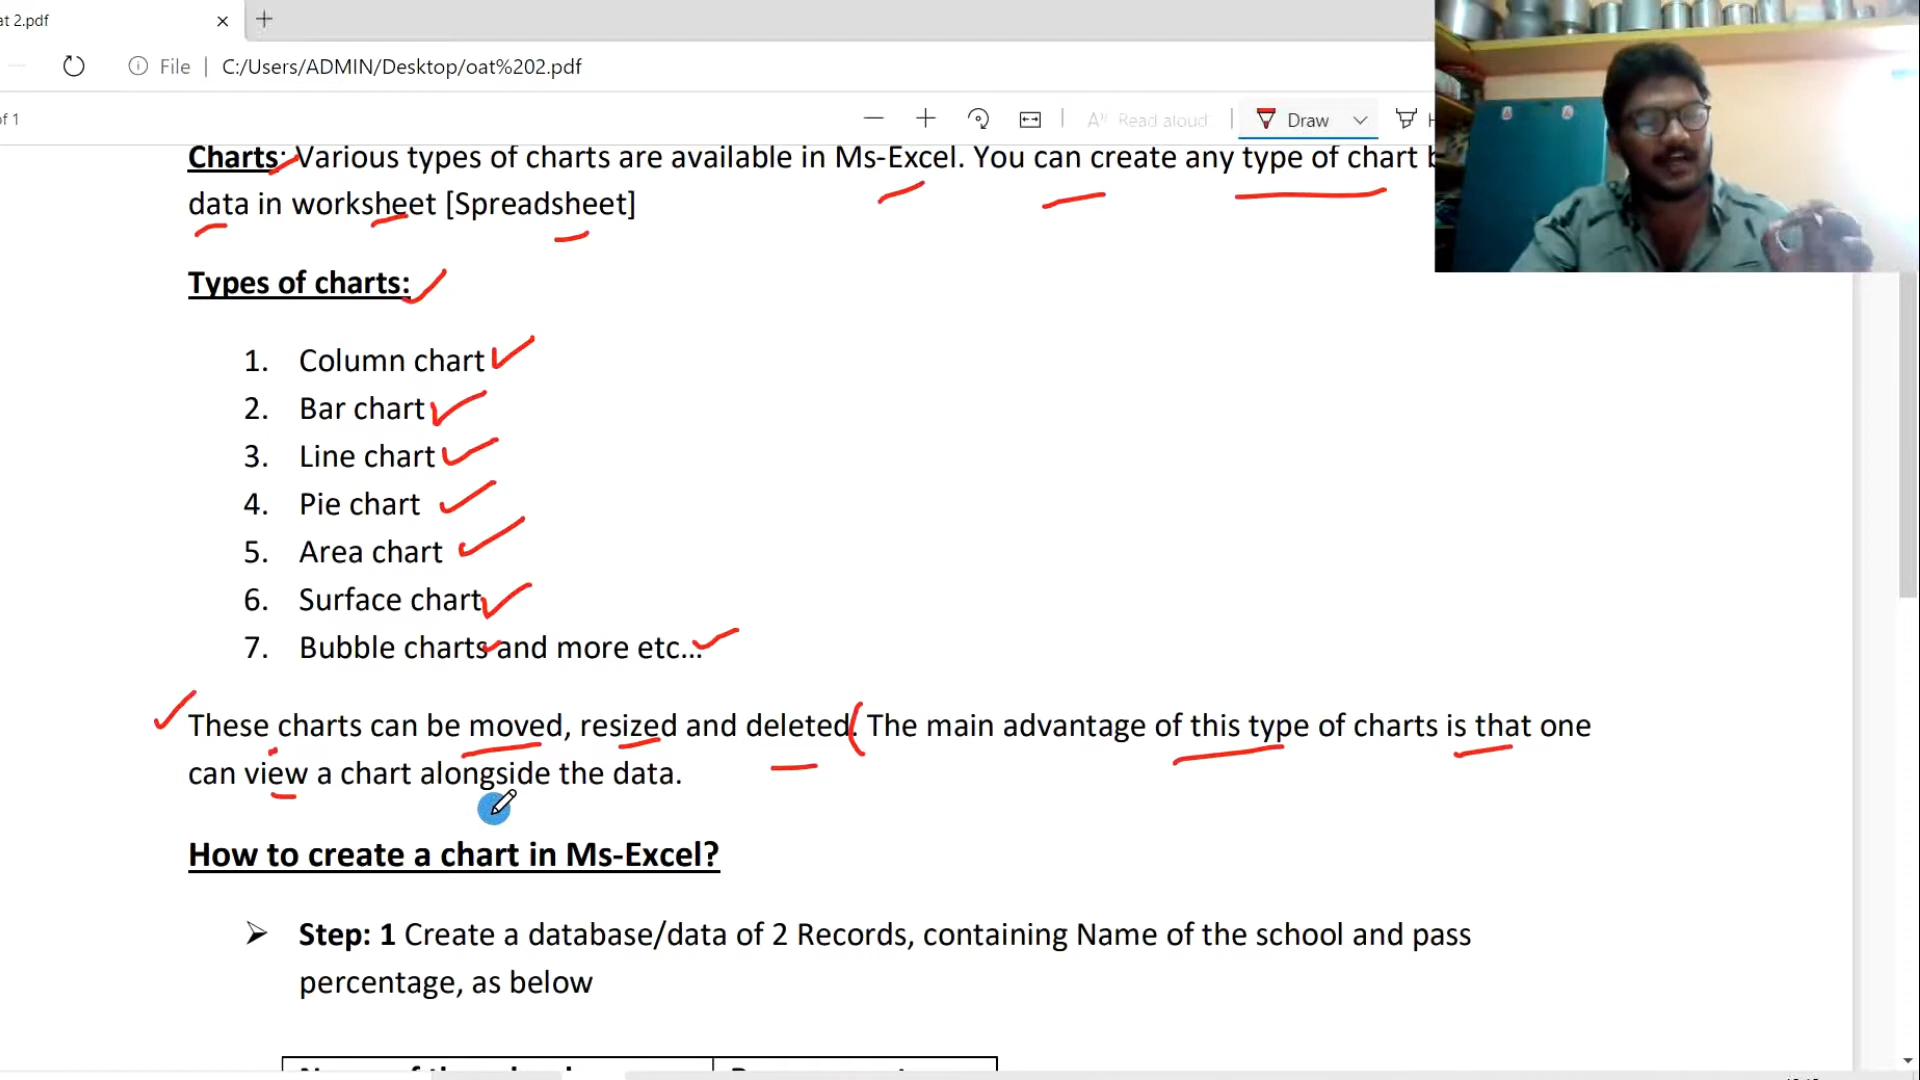 at 2.pdf
File | C:/Users/ADMIN/Desktop/oat%202.pdf
of 1
Read aloud
Draw
Charts: Various types of charts are available in Ms-Excel. You can create any type of chart
data in worksheet [Spreadsheet]
Types of charts:
1. Column chart
2. Bar chart
3. Line chart
4. Pie chart
5. Area chart
6. Surface chart
7. Bubble charts and more etc...
These charts can be moved, resized and deleted. The main advantage of this type of charts is that one
can view a chart alongside the data.
How to create a chart in Ms-Excel?
➢ Step: 1 Create a database/data of 2 Records, containing Name of the school and pass
percentage, as below